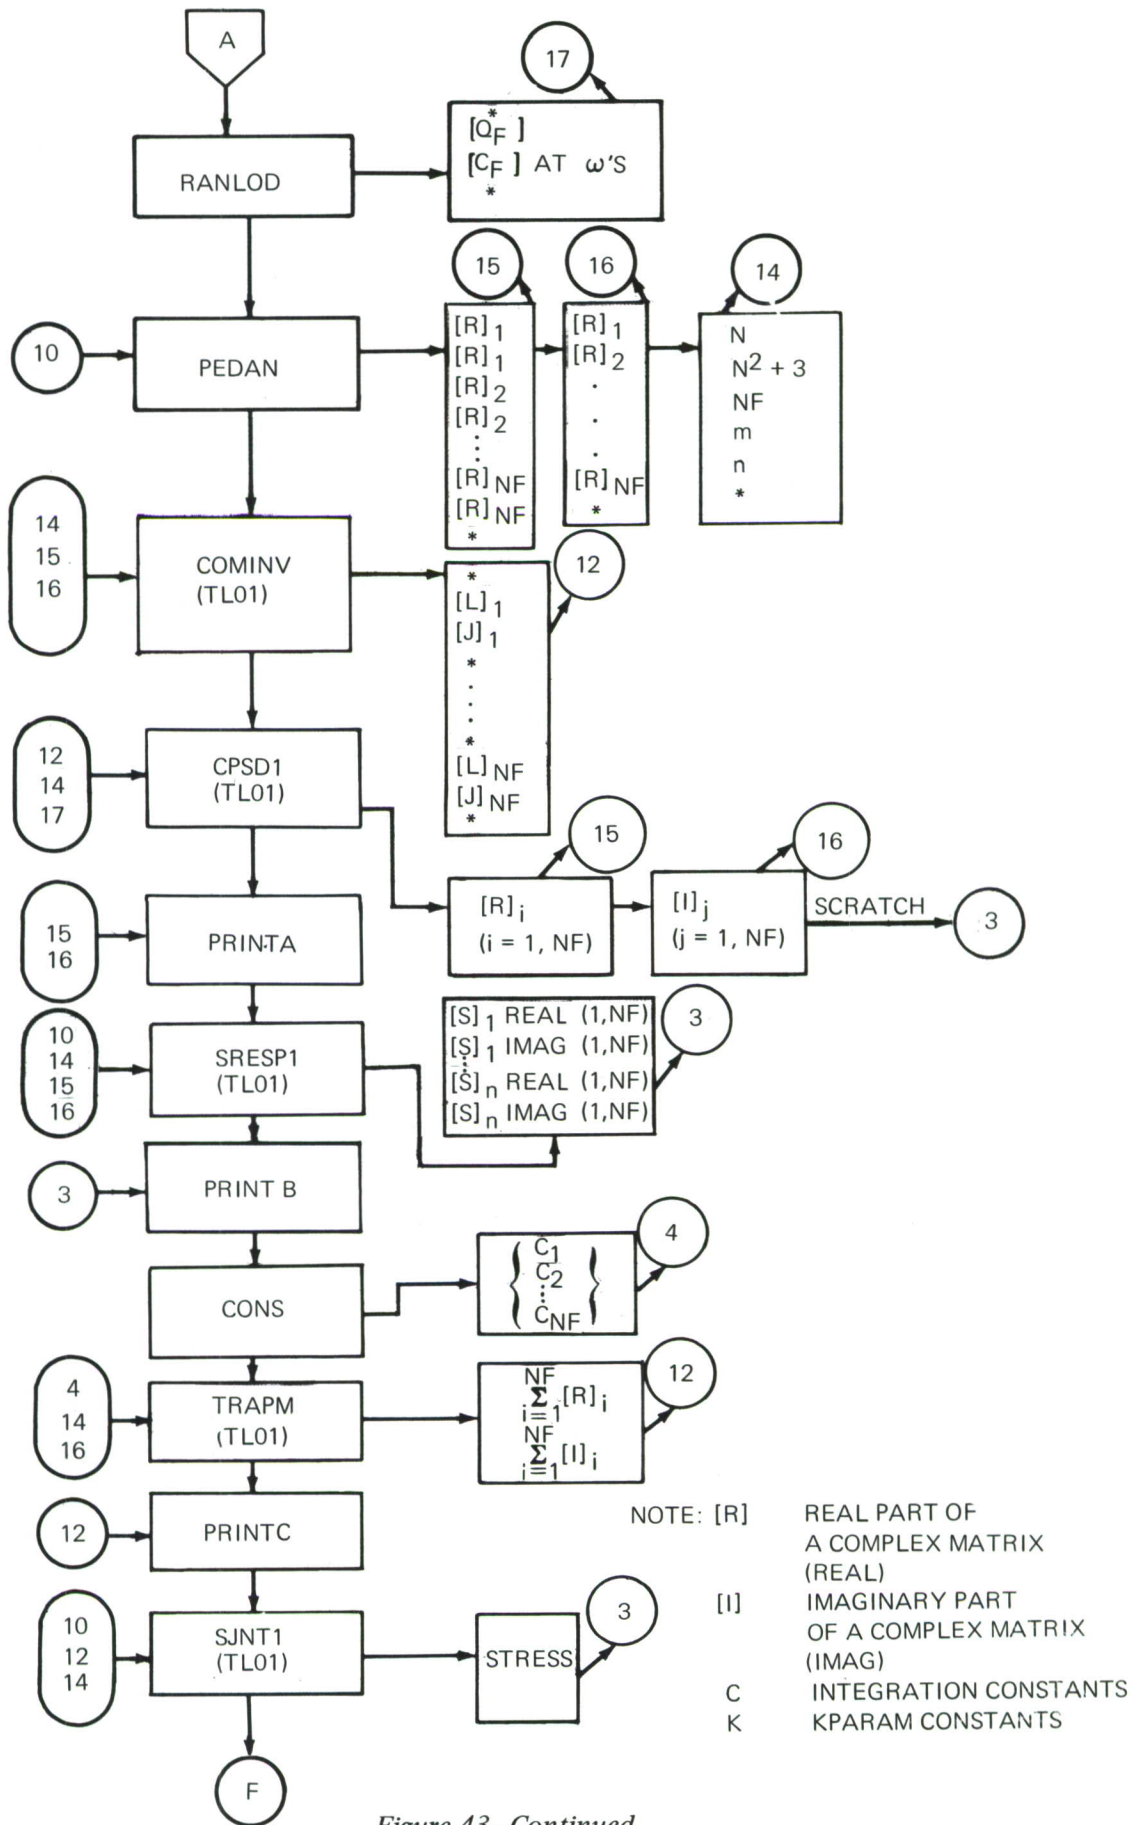 A
17
[Q*F ]
[CF ] AT ω'S
*
RANLOD
15
16
14
10
PEDAN
[R]1
[R]1
[R]2
[R]2
⋮
[R]NF
[R]NF
*
[R]1
[R]2
.
.
.
[R]NF
*
N
N² + 3
NF
m
n
*
14
15
16
COMINV
(TL01)
12
*
[L]1
[J]1
*
.
.
.
*
[L]NF
[J]NF
*
12
14
17
CPSD1
(TL01)
15
16
[R]i
(i = 1, NF)
[I]j
(j = 1, NF)
SCRATCH
3
15
16
PRINTA
10
14
15
16
SRESP1
(TL01)
[S]1 REAL (1,NF)
[S]1 IMAG (1,NF)
⋮
[S]n REAL (1,NF)
[S]n IMAG (1,NF)
3
3
PRINT B
CONS
C1
C2
⋮
CNF
4
4
14
16
TRAPM
(TL01)
NF
Σ [R]i
i=1
NF
Σ [I]i
i=1
12
12
PRINTC
10
12
14
SJNT1
(TL01)
STRESS
3
F
NOTE: [R] REAL PART OF
A COMPLEX MATRIX
(REAL)
[I] IMAGINARY PART
OF A COMPLEX MATRIX
(IMAG)
C INTEGRATION CONSTANTS
K KPARAM CONSTANTS
Figure 43. Continued